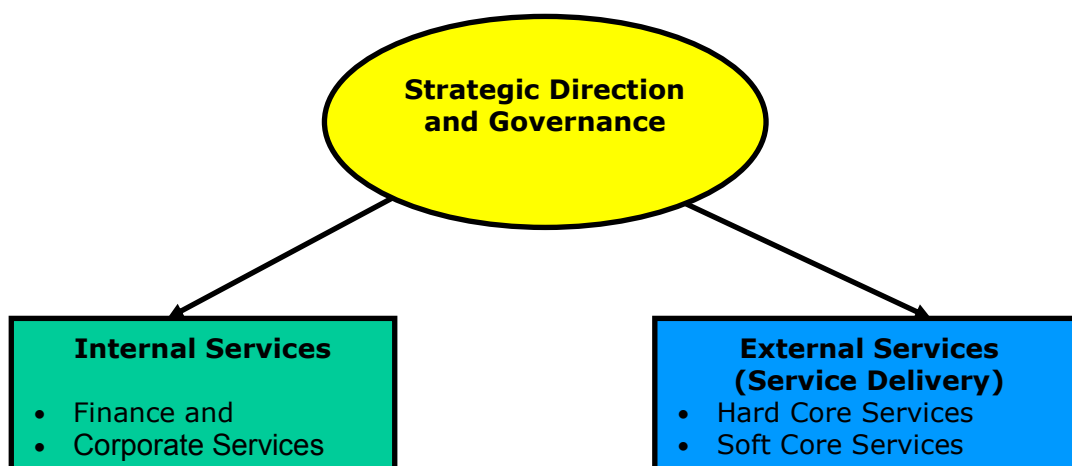 Strategic Direction
and Governance
Internal Services
• Finance and
• Corporate Services
External Services
(Service Delivery)
• Hard Core Services
• Soft Core Services